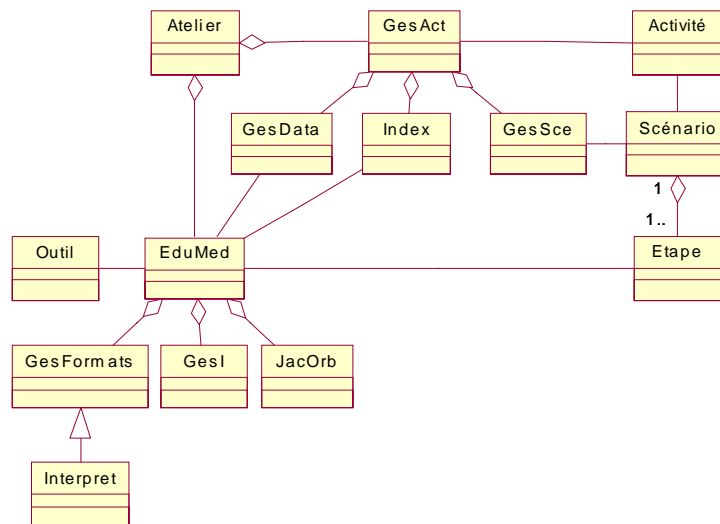 Atelier
GesAct
Activité
GesData
Index
GesSce
Scénario
1
1..
Outil
EduMed
Etape
GesFormats
GesI
JacOrb
Interpret